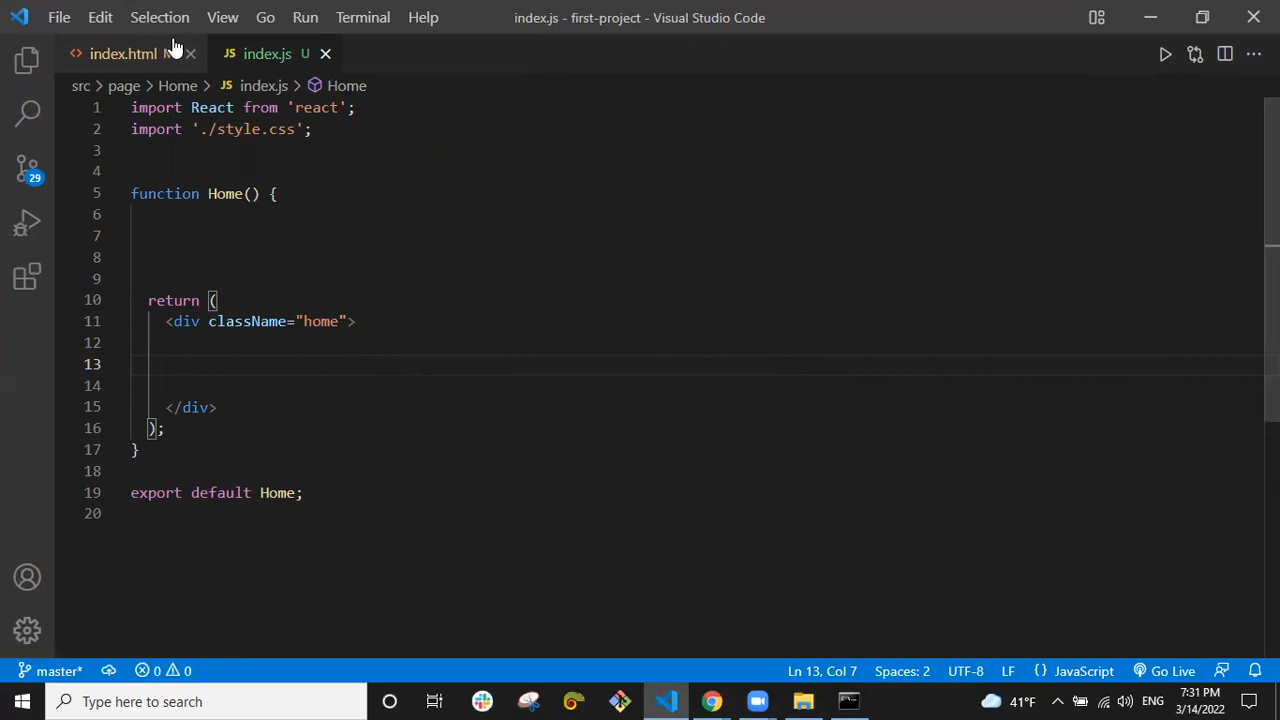 File Edit Selection View Go Run Terminal Help index.js - first-project - Visual Studio Code
index.html JS index.js U
src > page > Home > JS index.js > Home
1 import React from 'react';
2 import './style.css';
3
4
5 function Home() {
6
7
8
9
10 return (
11 <div className="home">
12
13
14
15 </div>
16 );
17 }
18
19 export default Home;
20
29
master* 0 0 Ln 13, Col 7 Spaces: 2 UTF-8 LF { } JavaScript Go Live
Type here to search 41°F ENG 7:31 PM
3/14/2022